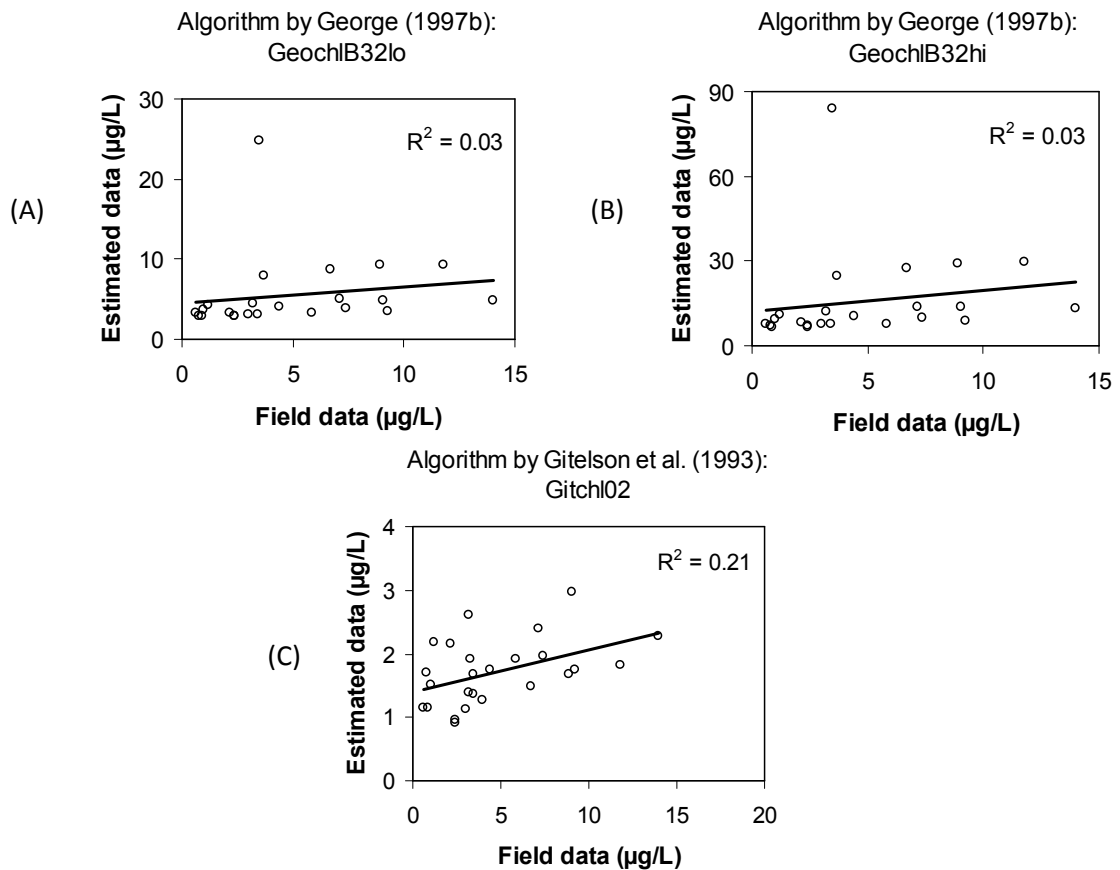 Algorithm by George (1997b):
GeochlB32lo
(A)
Estimated data (µg/L)
30
20
10
0
R² = 0.03
0 5 10 15
Field data (µg/L)
Algorithm by George (1997b):
GeochlB32hi
(B)
Estimated data (µg/L)
90
60
30
0
R² = 0.03
0 5 10 15
Field data (µg/L)
Algorithm by Gitelson et al. (1993):
Gitchl02
(C)
Estimated data (µg/L)
4
3
2
1
0
R² = 0.21
0 5 10 15 20
Field data (µg/L)